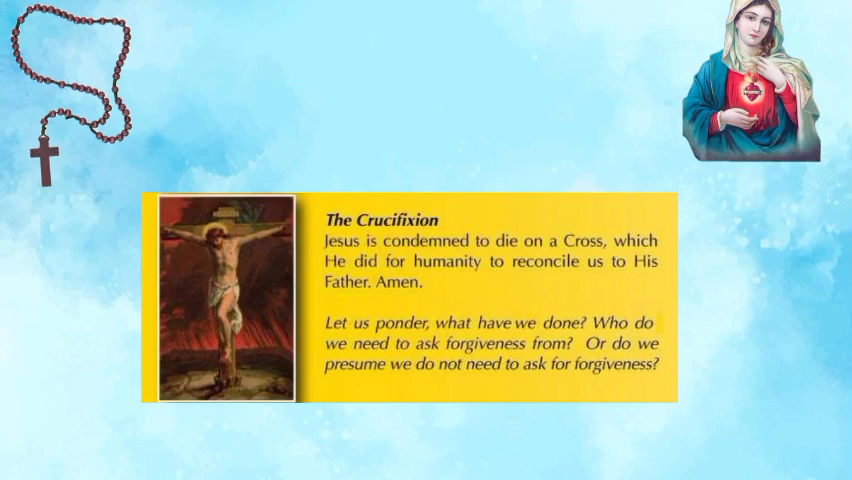 The Crucifixion
Jesus is condemned to die on a Cross, which
He did for humanity to reconcile us to His
Father. Amen.
Let us ponder, what have we done? Who do
we need to ask forgiveness from? Or do we
presume we do not need to ask for forgiveness?